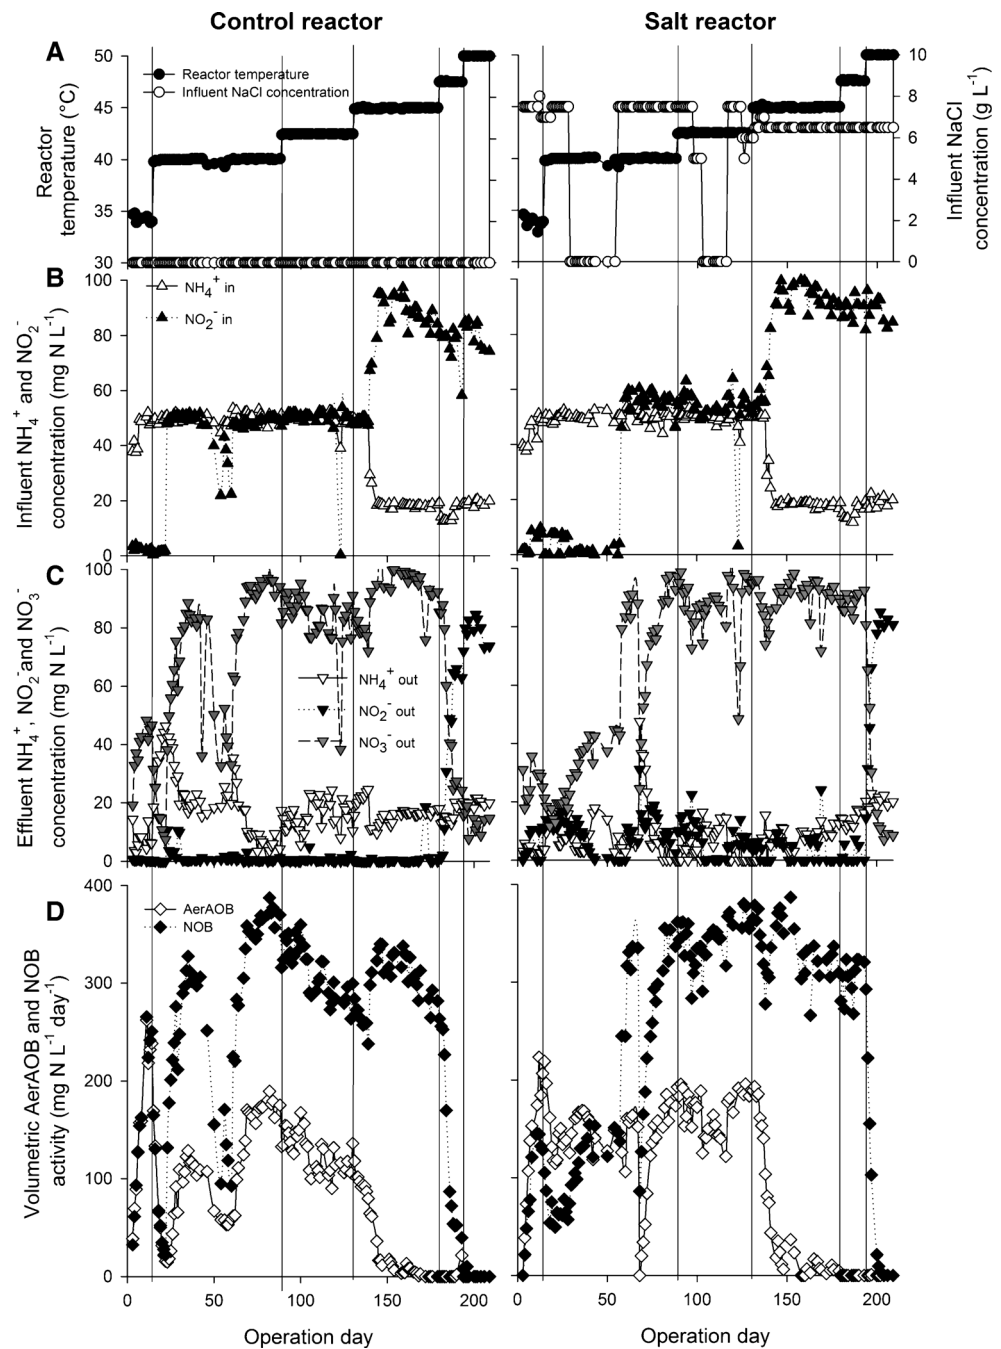 Control reactor
Salt reactor
A
Reactor temperature (°C)
50
45
40
35
30
Reactor temperature
Influent NaCl concentration
10
8
6
4
2
0
Influent NaCl concentration (g L⁻¹)
B
Influent NH₄⁺ and NO₂⁻ concentration (mg N L⁻¹)
100
80
60
40
20
0
NH₄⁺ in
NO₂⁻ in
C
Effluent NH₄⁺, NO₂⁻ and NO₃⁻ concentration (mg N L⁻¹)
100
80
60
40
20
0
NH₄⁺ out
NO₂⁻ out
NO₃⁻ out
D
Volumetric AerAOB and NOB activity (mg N L⁻¹ day⁻¹)
400
300
200
100
0
AerAOB
NOB
0 50 100 150 200
0 50 100 150 200
Operation day
Operation day